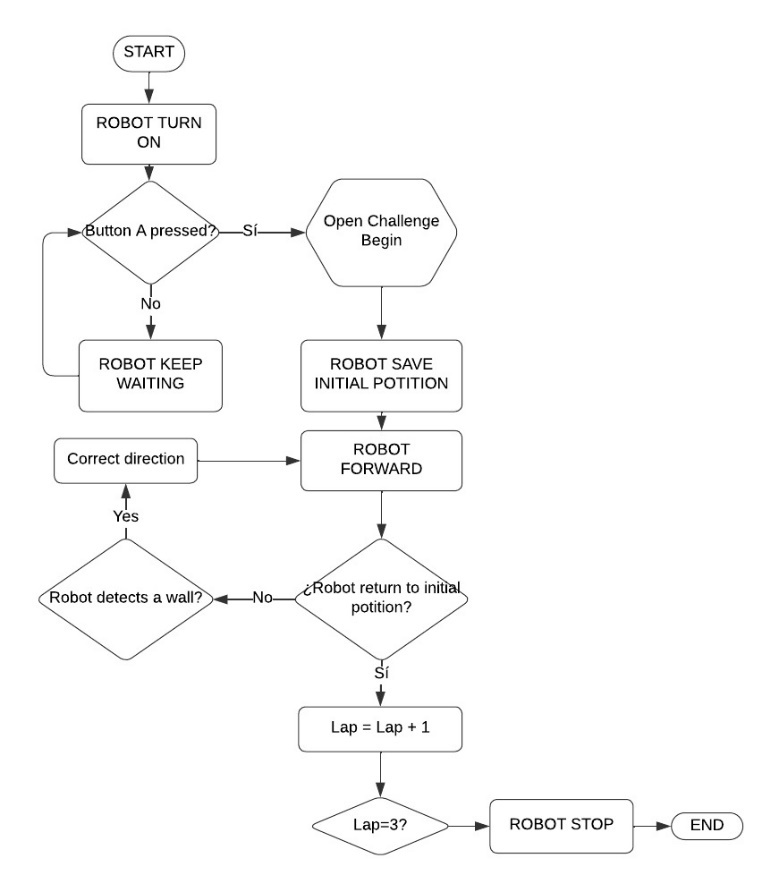 START
ROBOT TURN
ON
Button A pressed?
Sí
Open Challenge
Begin
No
ROBOT KEEP
WAITING
ROBOT SAVE
INITIAL POTITION
Correct direction
ROBOT
FORWARD
Yes
Robot detects a wall?
No
¿Robot return to initial
potition?
Sí
Lap = Lap + 1
Lap=3?
ROBOT STOP
END